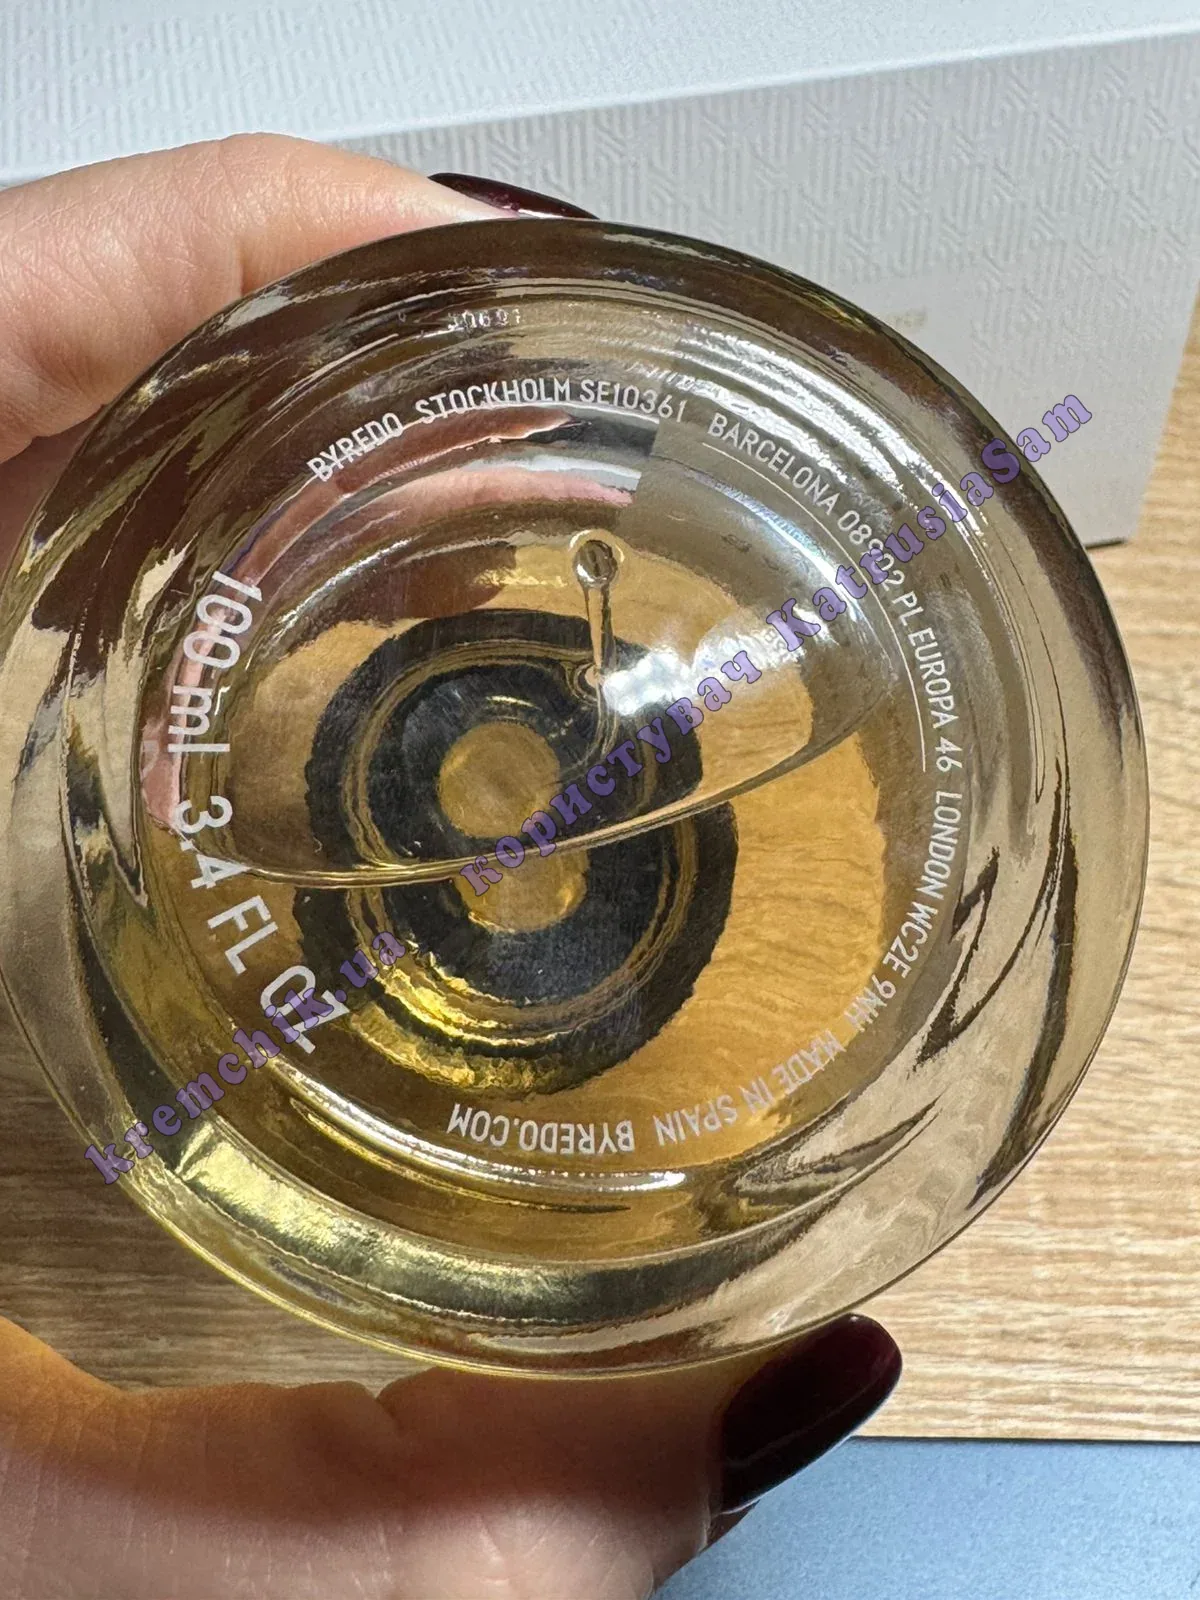 BYREDO STOCKHOLM SE10361 BARCELONA 08902 PL EUROPA 46 LONDON WC2E 9NH MADE IN SPAIN BYREDO.COM
100 ml 3.4 FL OZ
kremchik.ua користувач KatrusiaSam